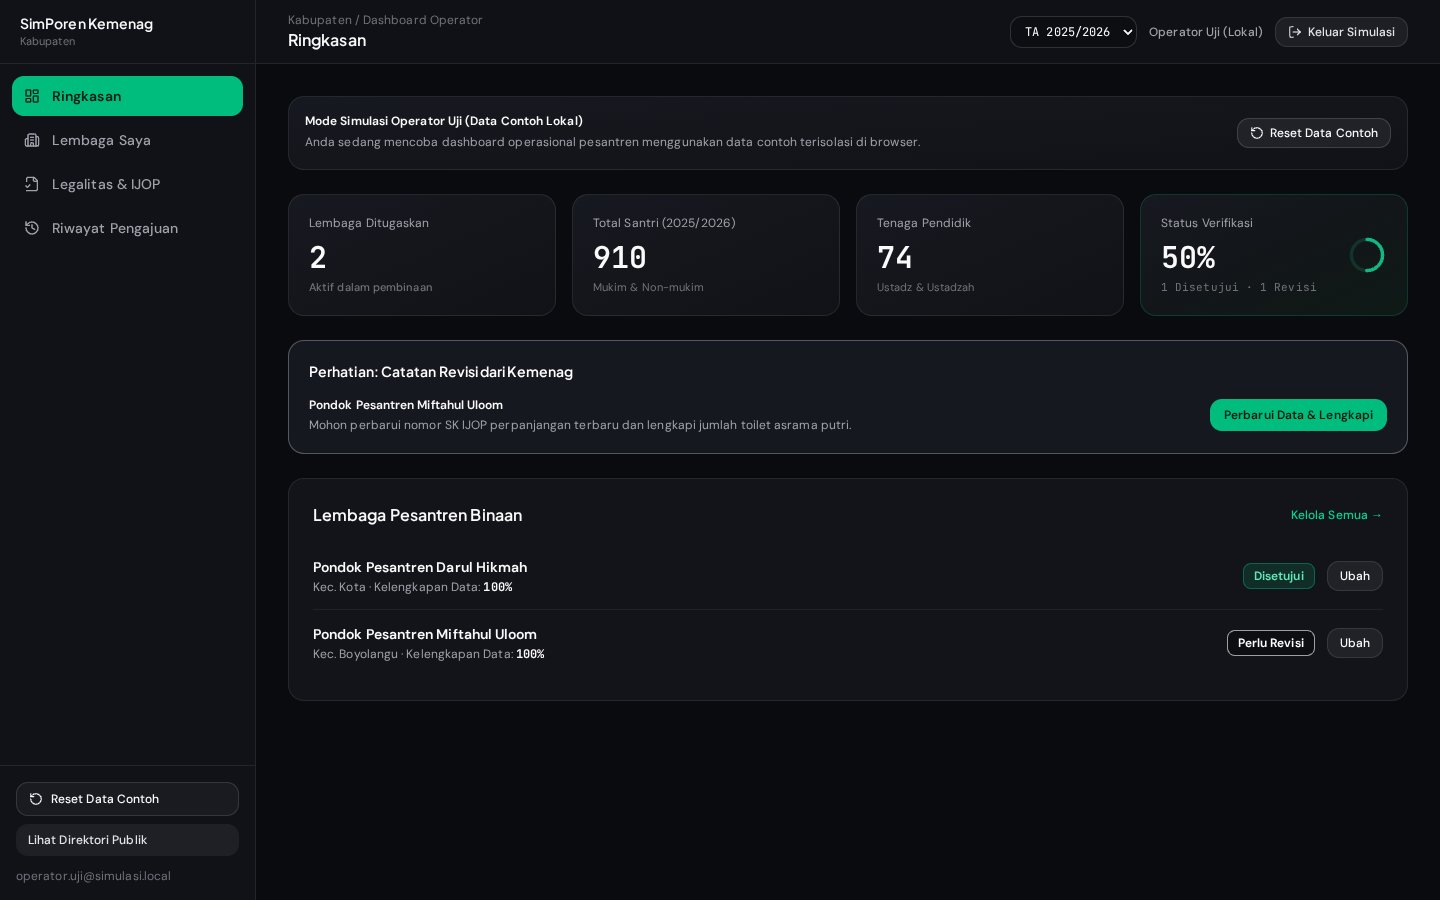 SimPoren Kemenag
Kabupaten
Ringkasan
Lembaga Saya
Legalitas & IJOP
Riwayat Pengajuan
Reset Data Contoh
Lihat Direktori Publik
operator.uji@simulasi.local
Kabupaten / Dashboard Operator
Ringkasan
TA 2025/2026
Operator Uji (Lokal)
Keluar Simulasi
Mode Simulasi Operator Uji (Data Contoh Lokal)
Anda sedang mencoba dashboard operasional pesantren menggunakan data contoh terisolasi di browser.
Reset Data Contoh
Lembaga Ditugaskan
2
Aktif dalam pembinaan
Total Santri (2025/2026)
910
Mukim & Non-mukim
Tenaga Pendidik
74
Ustadz & Ustadzah
Status Verifikasi
50%
1 Disetujui · 1 Revisi
Perhatian: Catatan Revisi dari Kemenag
Pondok Pesantren Miftahul Uloom
Mohon perbarui nomor SK IJOP perpanjangan terbaru dan lengkapi jumlah toilet asrama putri.
Perbarui Data & Lengkapi
Lembaga Pesantren Binaan
Kelola Semua →
Pondok Pesantren Darul Hikmah
Kec. Kota · Kelengkapan Data: 100%
Disetujui
Ubah
Pondok Pesantren Miftahul Uloom
Kec. Boyolangu · Kelengkapan Data: 100%
Perlu Revisi
Ubah